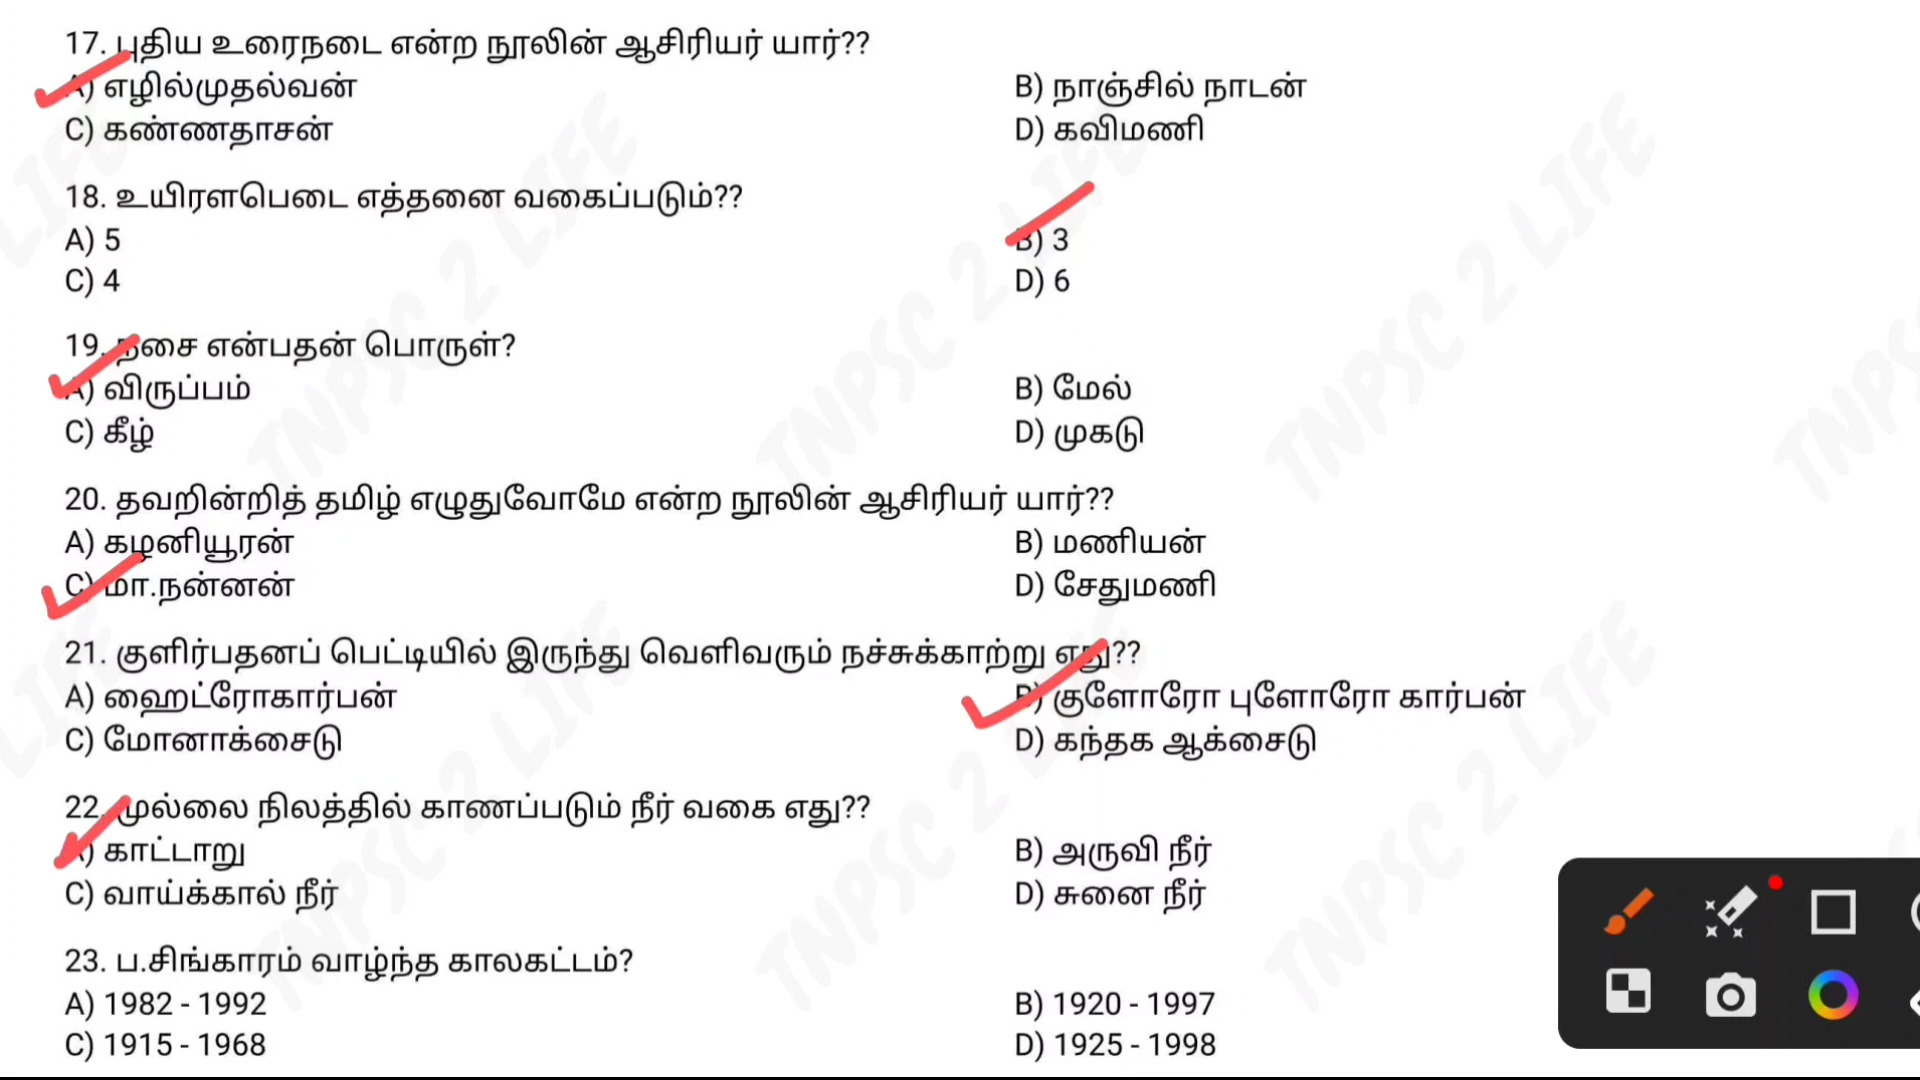 17. புதிய உரைநடை என்ற நூலின் ஆசிரியர் யார்??
A) எழில்முதல்வன் B) நாஞ்சில் நாடன்
C) கண்ணதாசன் D) கவிமணி
18. உயிரளபெடை எத்தனை வகைப்படும்??
A) 5 B) 3
C) 4 D) 6
19. நசை என்பதன் பொருள்?
A) விருப்பம் B) மேல்
C) கீழ் D) முகடு
20. தவறின்றித் தமிழ் எழுதுவோமே என்ற நூலின் ஆசிரியர் யார்??
A) கழனியூரன் B) மணியன்
C) மா.நன்னன் D) சேதுமணி
21. குளிர்பதனப் பெட்டியில் இருந்து வெளிவரும் நச்சுக்காற்று எது??
A) ஹைட்ரோகார்பன் B) குளோரோ புளோரோ கார்பன்
C) மோனாக்சைடு D) கந்தக ஆக்சைடு
22. முல்லை நிலத்தில் காணப்படும் நீர் வகை எது??
A) காட்டாறு B) அருவி நீர்
C) வாய்க்கால் நீர் D) சுனை நீர்
23. ப.சிங்காரம் வாழ்ந்த காலகட்டம்?
A) 1982 - 1992 B) 1920 - 1997
C) 1915 - 1968 D) 1925 - 1998
TNPSC 2 LIFE